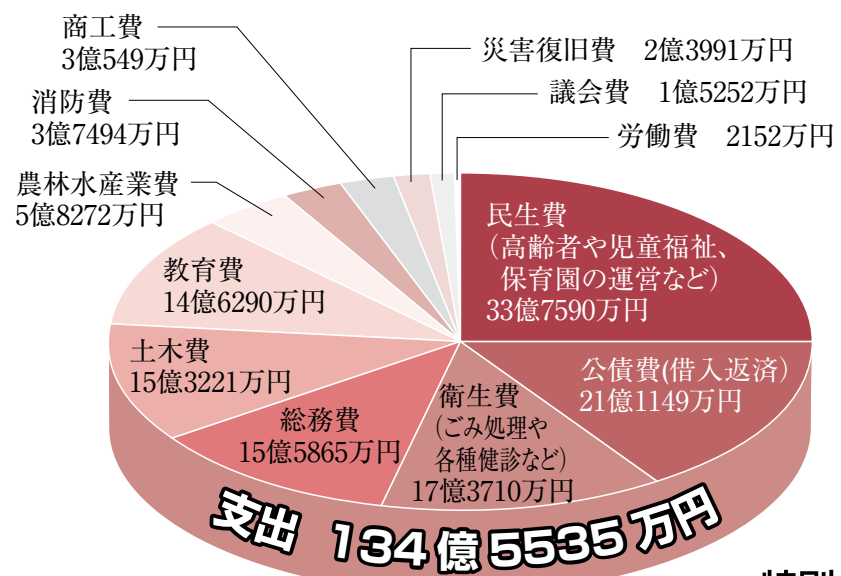 商工費
3億549万円
消防費
3億7494万円
農林水産業費
5億8272万円
災害復旧費 2億3991万円
議会費 1億5252万円
労働費 2152万円
民生費
(高齢者や児童福祉、
保育園の運営など)
33億7590万円
公債費(借入返済)
21億1149万円
衛生費
(ごみ処理や
各種健診など)
17億3710万円
総務費
15億5865万円
土木費
15億3221万円
教育費
14億6290万円
支出 134億5535万円